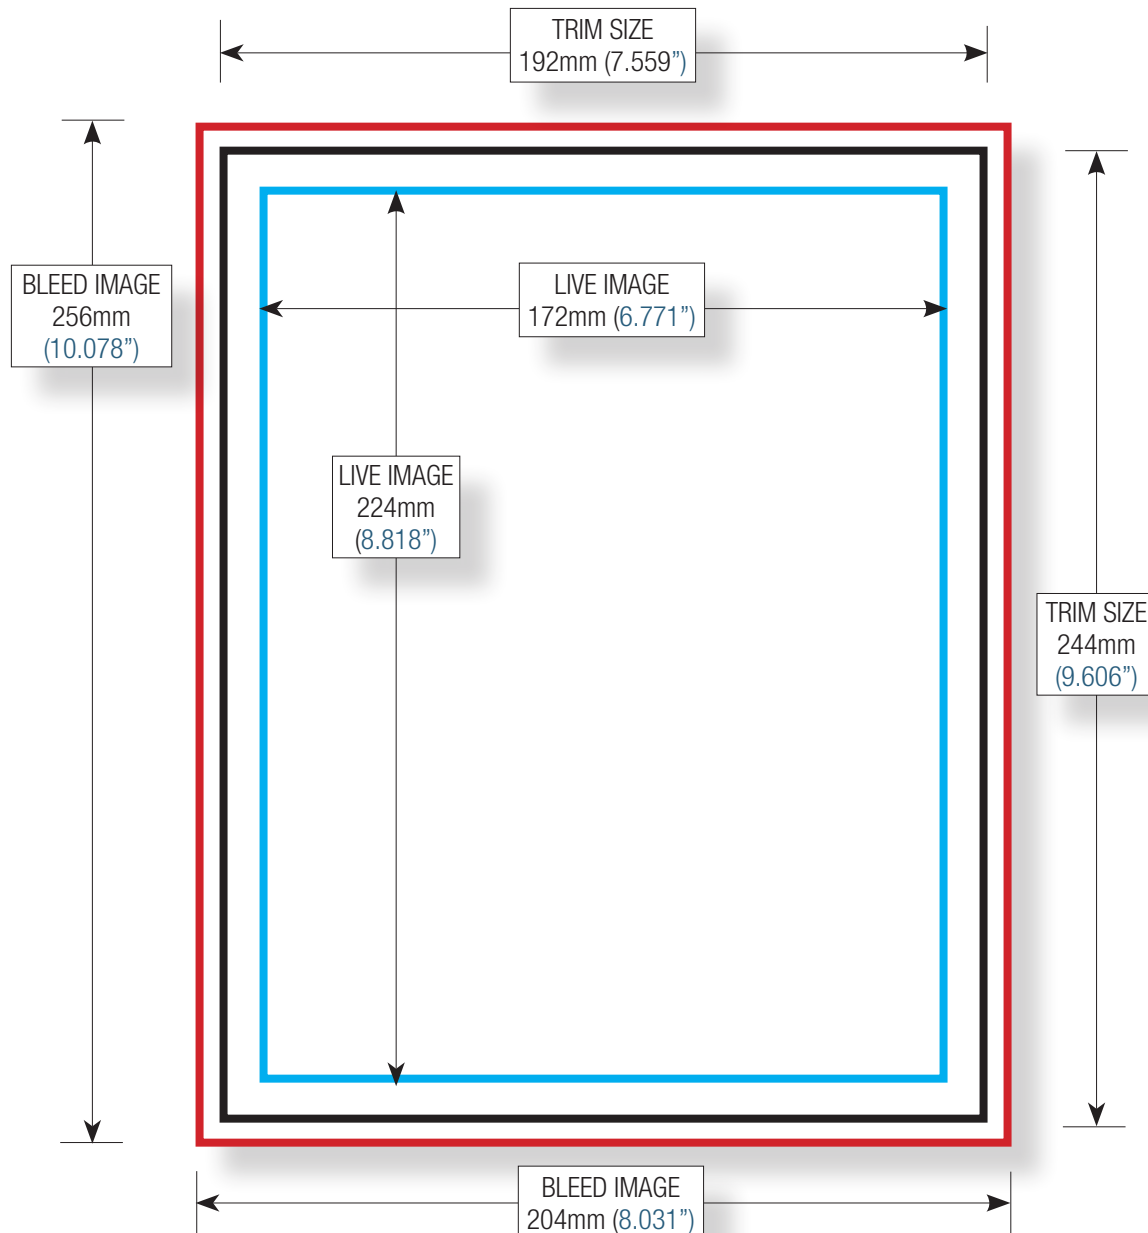 TRIM SIZE
192mm (7.559”)
BLEED IMAGE
256mm
(10.078”)
LIVE IMAGE
172mm (6.771”)
LIVE IMAGE
224mm
(8.818”)
TRIM SIZE
244mm
(9.606”)
BLEED IMAGE
204mm (8.031”)